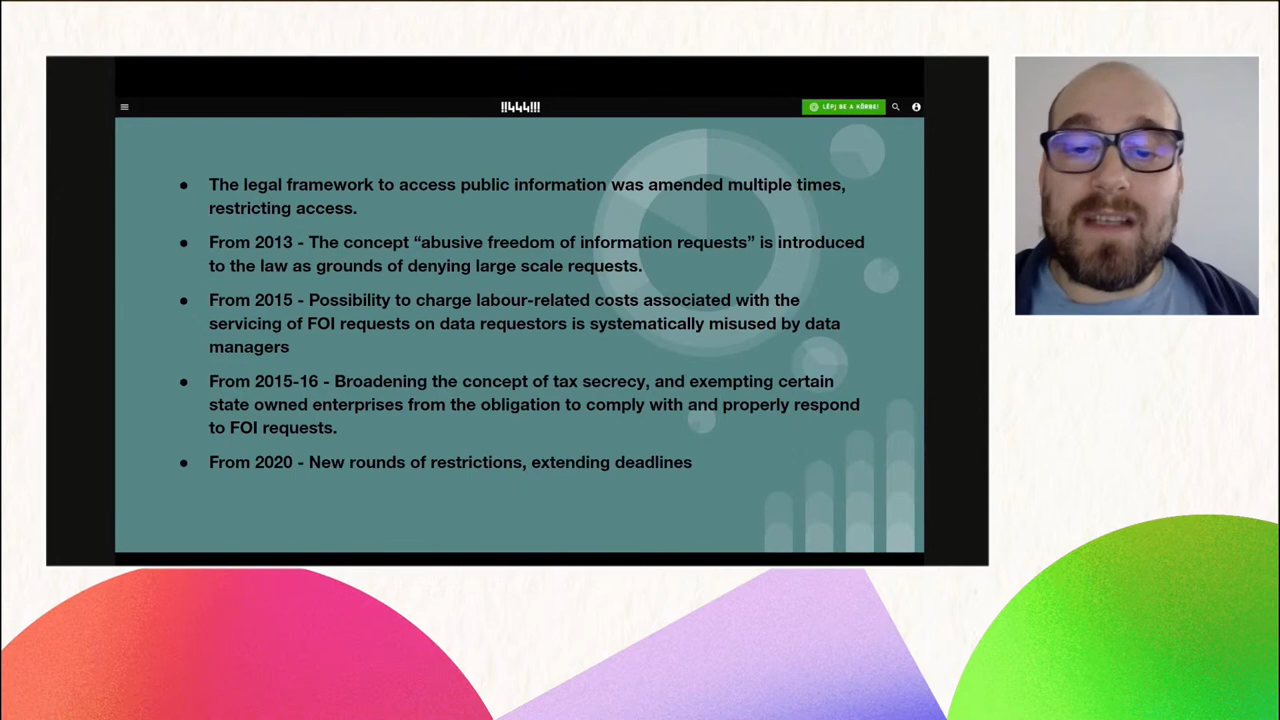 !!444!!!
LÉPJ BE A KÖRBE!
● The legal framework to access public information was amended multiple times,
restricting access.
● From 2013 - The concept “abusive freedom of information requests” is introduced
to the law as grounds of denying large scale requests.
● From 2015 - Possibility to charge labour-related costs associated with the
servicing of FOI requests on data requestors is systematically misused by data
managers
● From 2015-16 - Broadening the concept of tax secrecy, and exempting certain
state owned enterprises from the obligation to comply with and properly respond
to FOI requests.
● From 2020 - New rounds of restrictions, extending deadlines